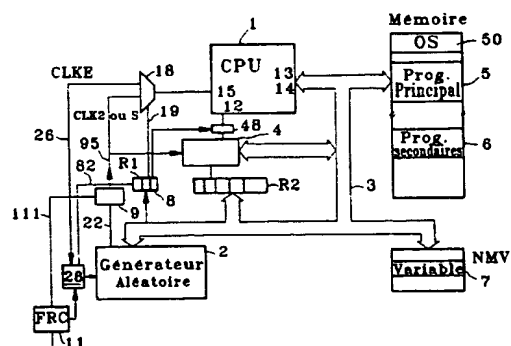 Mémoire
1
OS
50
CLKE
18
CPU
13
14
Prog.
Principal
5
15
12
19
CLK2 ou S
48
4
26
95
Prog.
secondaires
6
82
R1
8
R2
3
9
111
22
2
NMV
28
Générateur
Aléatoire
Variable
7
FRC
11